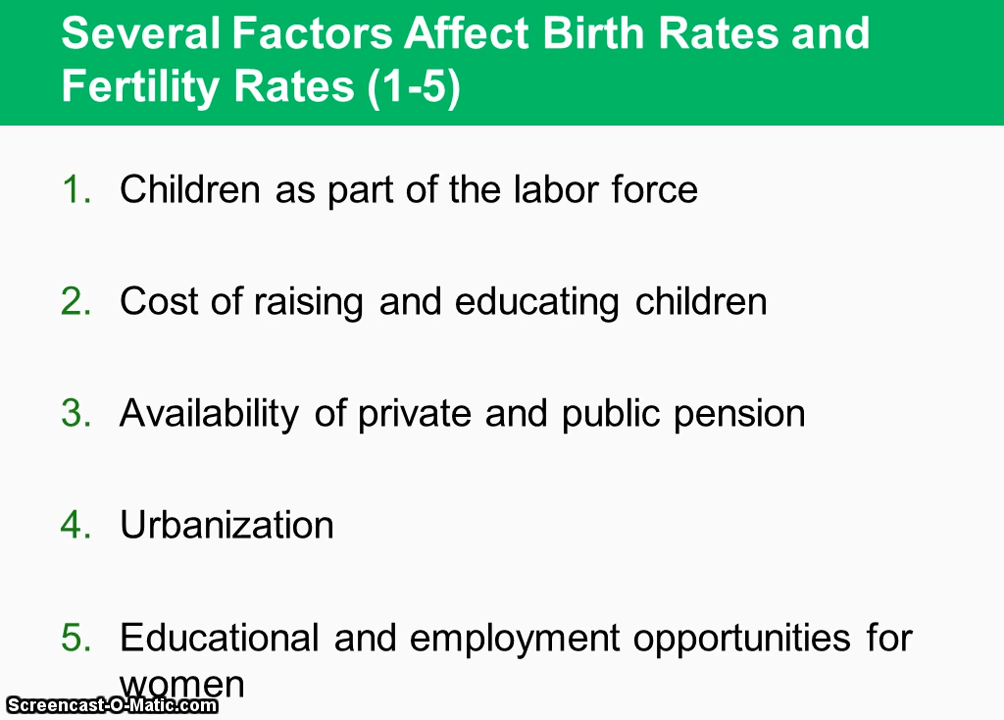 Several Factors Affect Birth Rates and
Fertility Rates (1-5)
1. Children as part of the labor force
2. Cost of raising and educating children
3. Availability of private and public pension
4. Urbanization
5. Educational and employment opportunities for
women
Screencast-O-Matic.com